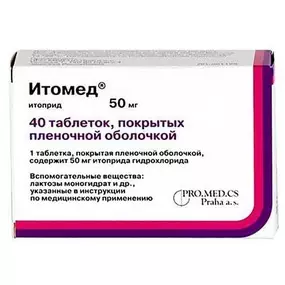 Итомед®
итоприд 50 мг
40 таблеток, покрытых
пленочной оболочкой
1 таблетка, покрытая пленочной оболочкой,
содержит 50 мг итоприда гидрохлорида
Вспомогательные вещества:
лактозы моногидрат и др.,
указанные в инструкции
по медицинскому применению
PRO.MED.CS
Praha a.s.